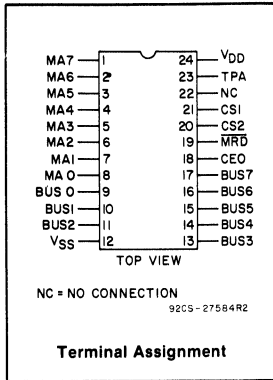 MA7 1 24 VDD
MA6 2 23 TPA
MA5 3 22 NC
MA4 4 21 CS1
MA3 5 20 CS2
MA2 6 19 MRD
MA1 7 18 CEO
MA0 8 17 BUS7
BUS 0 9 16 BUS6
BUS1 10 15 BUS5
BUS2 11 14 BUS4
VSS 12 13 BUS3
TOP VIEW
NC = NO CONNECTION
92CS-27584R2
Terminal Assignment